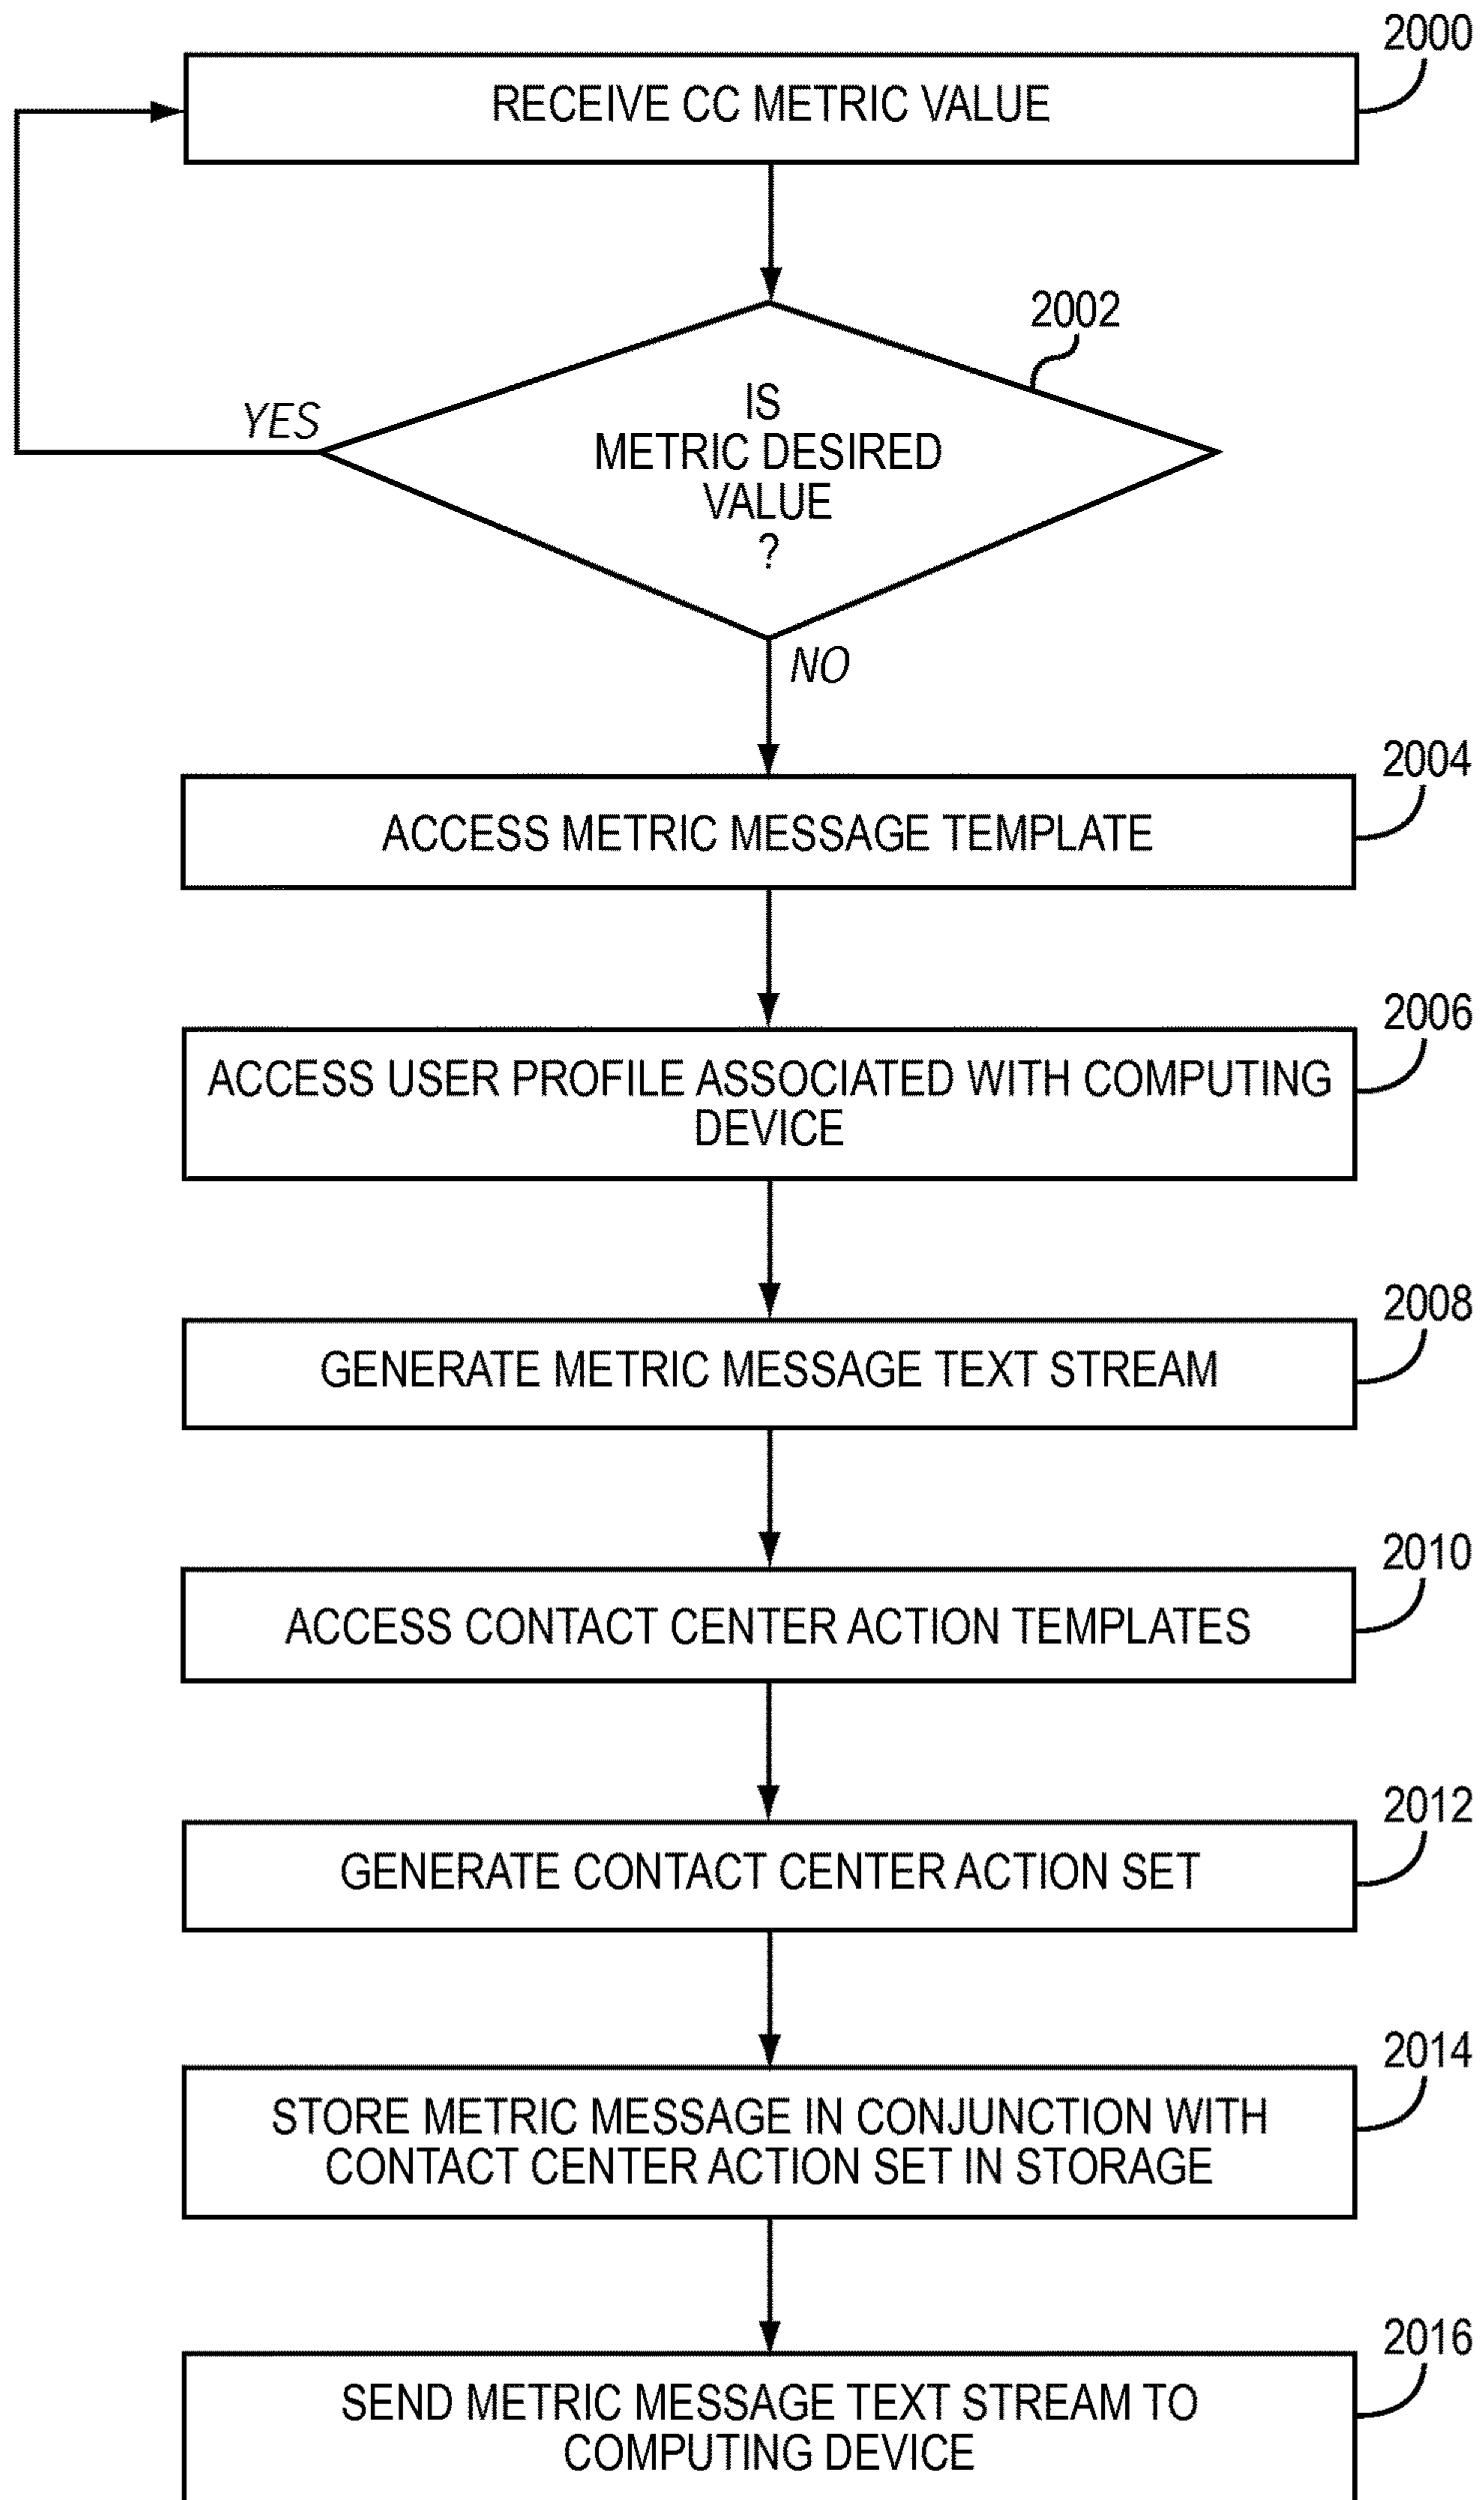 2000
RECEIVE CC METRIC VALUE
2002
IS
METRIC DESIRED
VALUE
?
YES
NO
2004
ACCESS METRIC MESSAGE TEMPLATE
2006
ACCESS USER PROFILE ASSOCIATED WITH COMPUTING
DEVICE
2008
GENERATE METRIC MESSAGE TEXT STREAM
2010
ACCESS CONTACT CENTER ACTION TEMPLATES
2012
GENERATE CONTACT CENTER ACTION SET
2014
STORE METRIC MESSAGE IN CONJUNCTION WITH
CONTACT CENTER ACTION SET IN STORAGE
2016
SEND METRIC MESSAGE TEXT STREAM TO
COMPUTING DEVICE